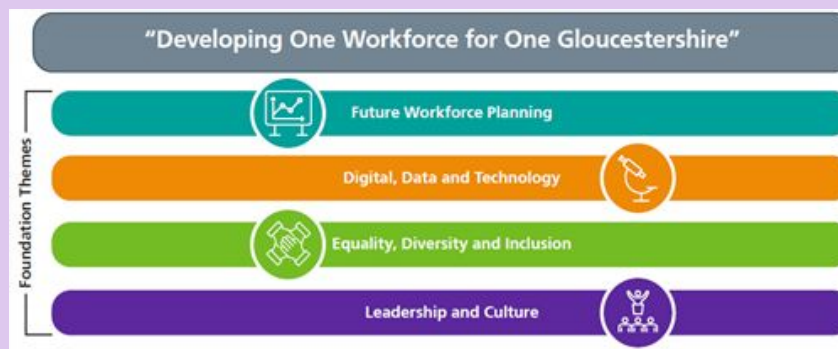 “Developing One Workforce for One Gloucestershire”
Foundation Themes
Future Workforce Planning
Digital, Data and Technology
Equality, Diversity and Inclusion
Leadership and Culture